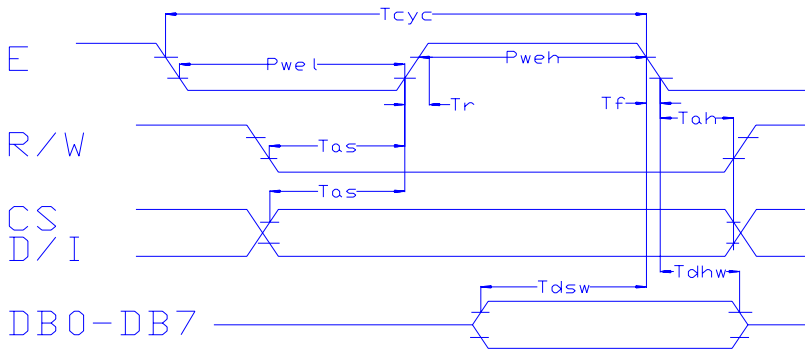 Tcyc
E
Pwel
Pweh
Tr
Tf
Tah
R/W
Tas
Tas
CS
D/I
Tdhw
Tdsw
DB0-DB7